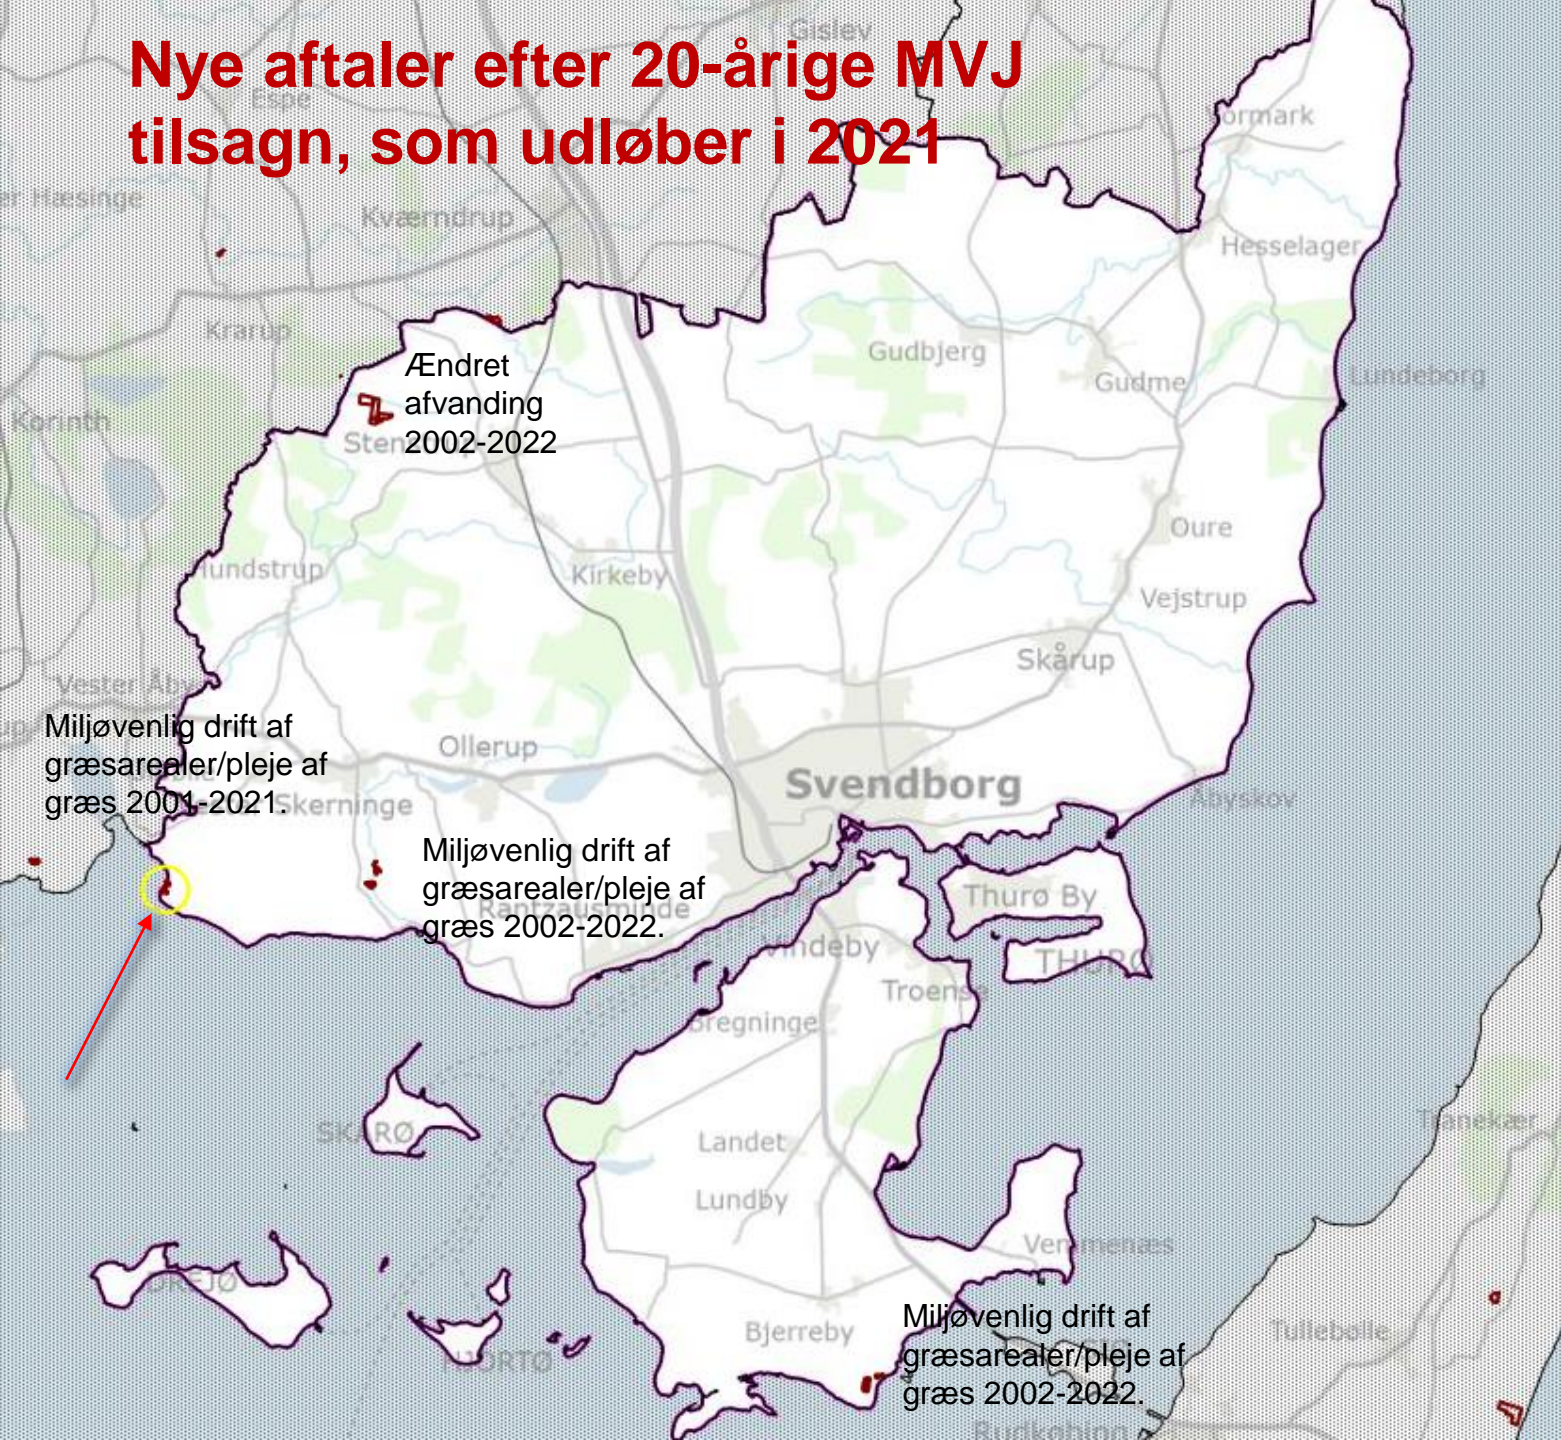 Nye aftaler efter 20-årige MVJ
tilsagn, som udløber i 2021
Gislev
Espe
Hæsinge
Kværndrup
Hesselager
Krarup
Gudbjerg
Gudme
Lundeborg
Korinth
Ændret
afvanding
2002-2022
Oure
Kirkeby
Vejstrup
Skårup
Vester Åby
Miljøvenlig drift af
græsarealer/pleje af
græs 2001-2021.
Ollerup
Svendborg
Skerninge
Åbyskov
Miljøvenlig drift af
græsarealer/pleje af
græs 2002-2022.
Rantzausminde
Thurø By
THURØ
Vindeby
Troense
Bregninge
SKARØ
Landet
Lundby
Tranekær
Vemmenæs
DREJØ
HJORTØ
Bjerreby
Miljøvenlig drift af
græsarealer/pleje af
græs 2002-2022.
Tullebølle
Rudkøbing